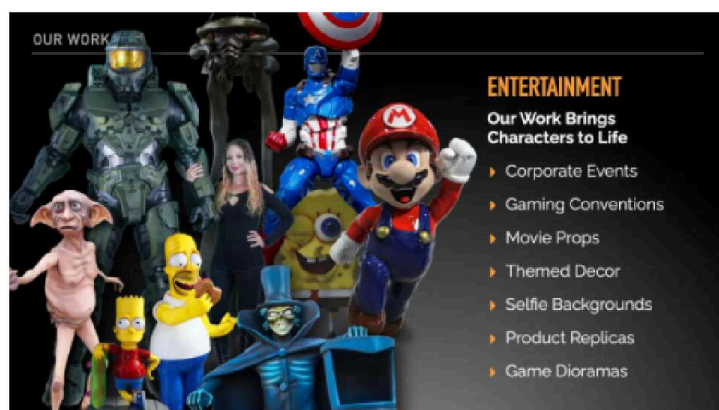 OUR WORK
ENTERTAINMENT
Our Work Brings
Characters to Life
Corporate Events
Gaming Conventions
Movie Props
Themed Decor
Selfie Backgrounds
Product Replicas
Game Dioramas
M